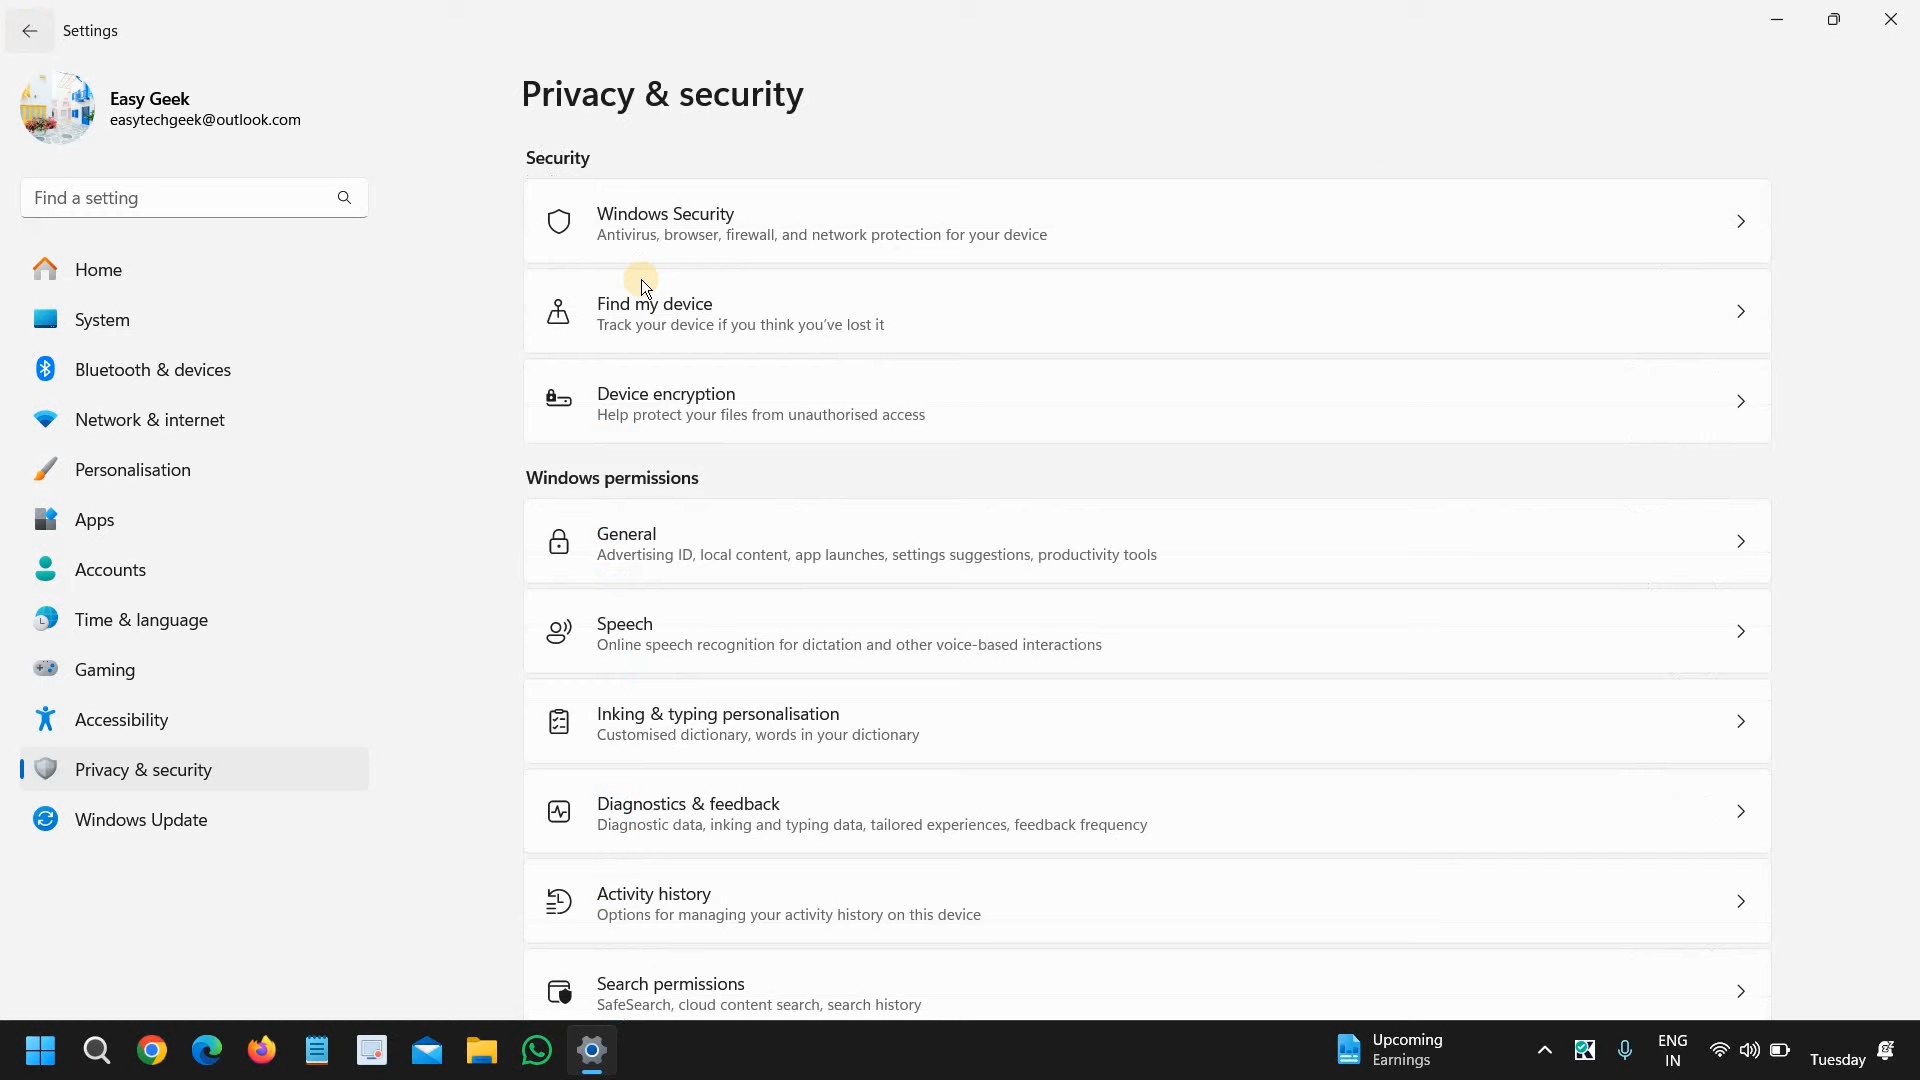 Settings
Easy Geek
easytechgeek@outlook.com
Find a setting
Home
System
Bluetooth & devices
Network & internet
Personalisation
Apps
Accounts
Time & language
Gaming
Accessibility
Privacy & security
Windows Update
Privacy & security
Security
Windows Security
Antivirus, browser, firewall, and network protection for your device
Find my device
Track your device if you think you've lost it
Device encryption
Help protect your files from unauthorised access
Windows permissions
General
Advertising ID, local content, app launches, settings suggestions, productivity tools
Speech
Online speech recognition for dictation and other voice-based interactions
Inking & typing personalisation
Customised dictionary, words in your dictionary
Diagnostics & feedback
Diagnostic data, inking and typing data, tailored experiences, feedback frequency
Activity history
Options for managing your activity history on this device
Search permissions
SafeSearch, cloud content search, search history
Upcoming
Earnings
ENG
IN
Tuesday